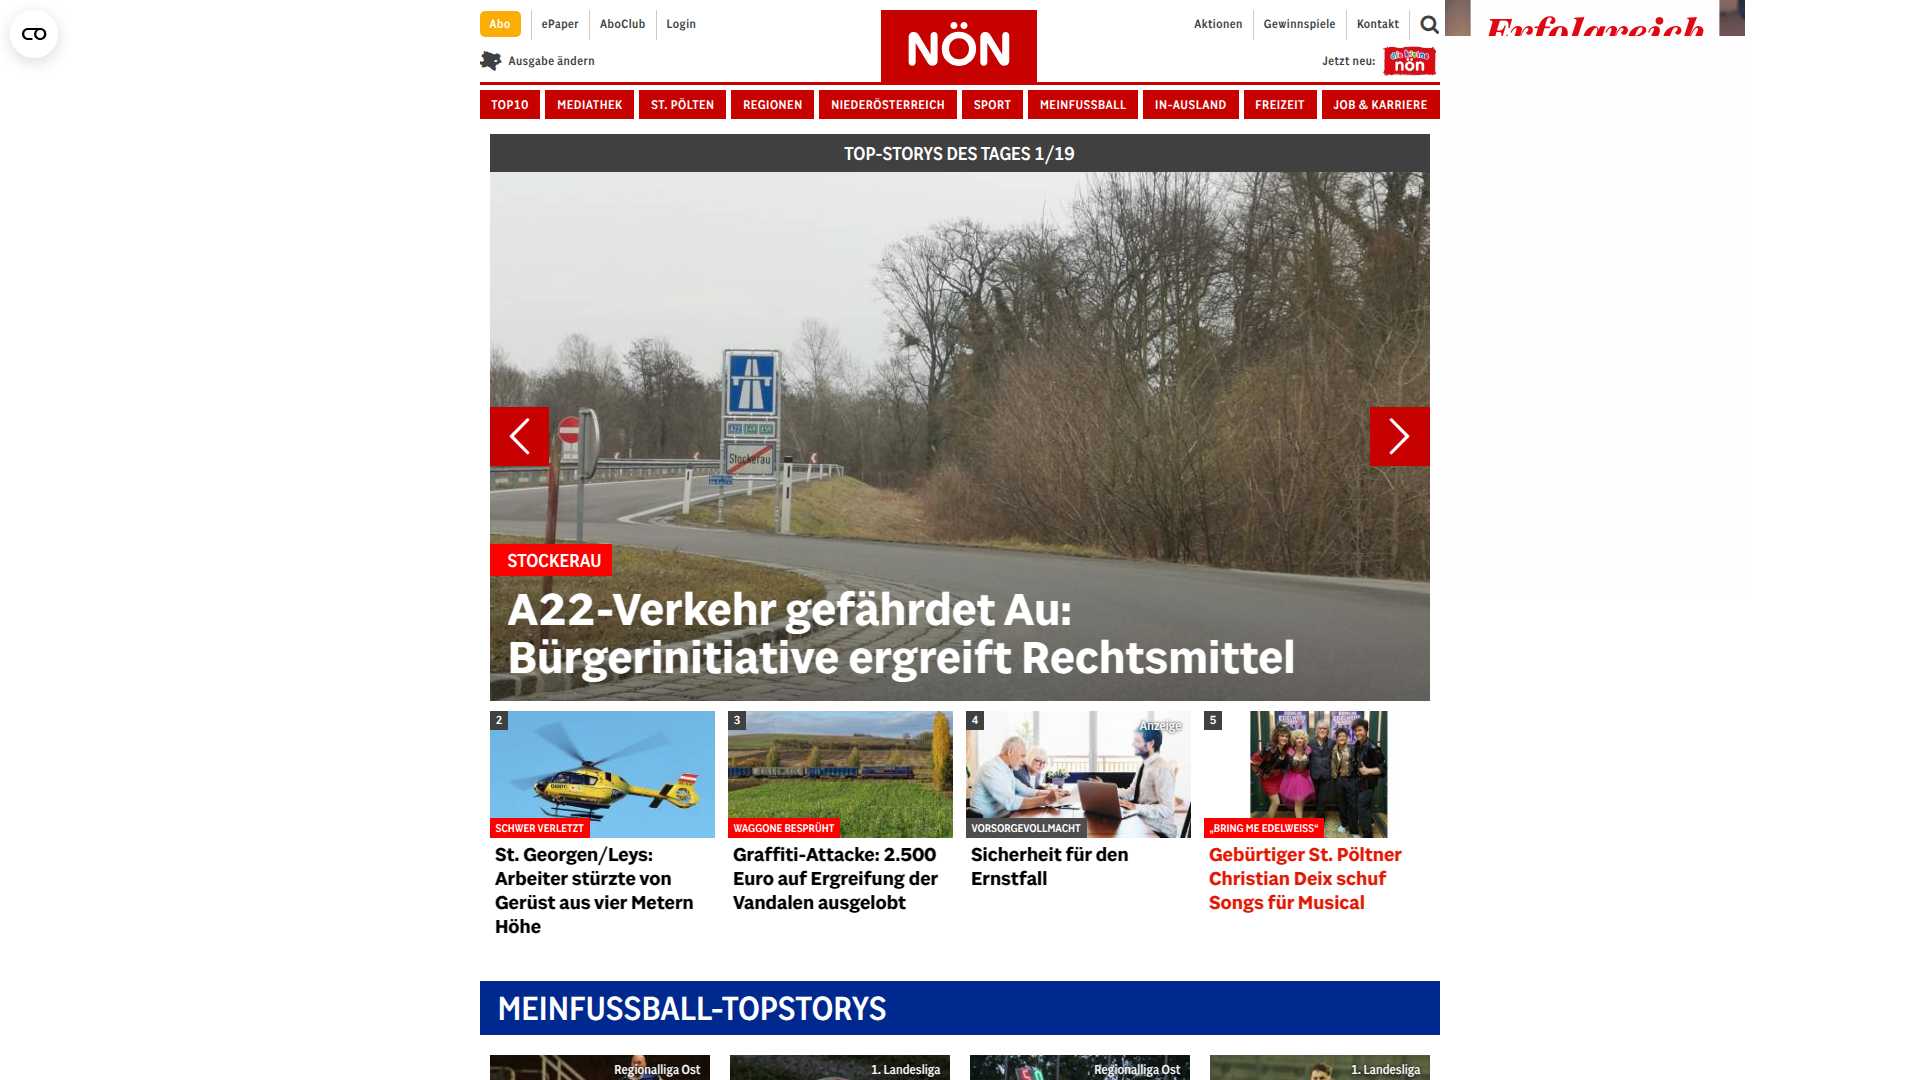 Abo
ePaper
AboClub
Login
NÖN
Aktionen
Gewinnspiele
Kontakt
Erfolgreich
Ausgabe ändern
Jetzt neu:
die kleine
nön
TOP10
MEDIATHEK
ST. PÖLTEN
REGIONEN
NIEDERÖSTERREICH
SPORT
MEINFUSSBALL
IN-AUSLAND
FREIZEIT
JOB & KARRIERE
TOP-STORYS DES TAGES 1/19
A22
Stockerau
STOCKERAU
A22-Verkehr gefährdet Au:
Bürgerinitiative ergreift Rechtsmittel
2
SCHWER VERLETZT
St. Georgen/Leys:
Arbeiter stürzte von
Gerüst aus vier Metern
Höhe
3
WAGGONE BESPRÜHT
Graffiti-Attacke: 2.500
Euro auf Ergreifung der
Vandalen ausgelobt
4
Anzeige
VORSORGEVOLLMACHT
Sicherheit für den
Ernstfall
5
„BRING ME EDELWEISS“
Gebürtiger St. Pöltner
Christian Deix schuf
Songs für Musical
MEINFUSSBALL-TOPSTORYS
Regionalliga Ost
1. Landesliga
Regionalliga Ost
1. Landesliga